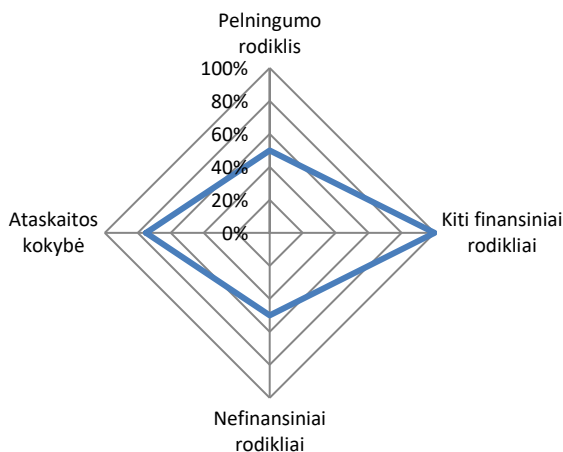 Pelningumo
rodiklis
100%
80%
60%
40%
20%
0%
Ataskaitos
kokybė
Kiti finansiniai
rodikliai
Nefinansiniai
rodikliai